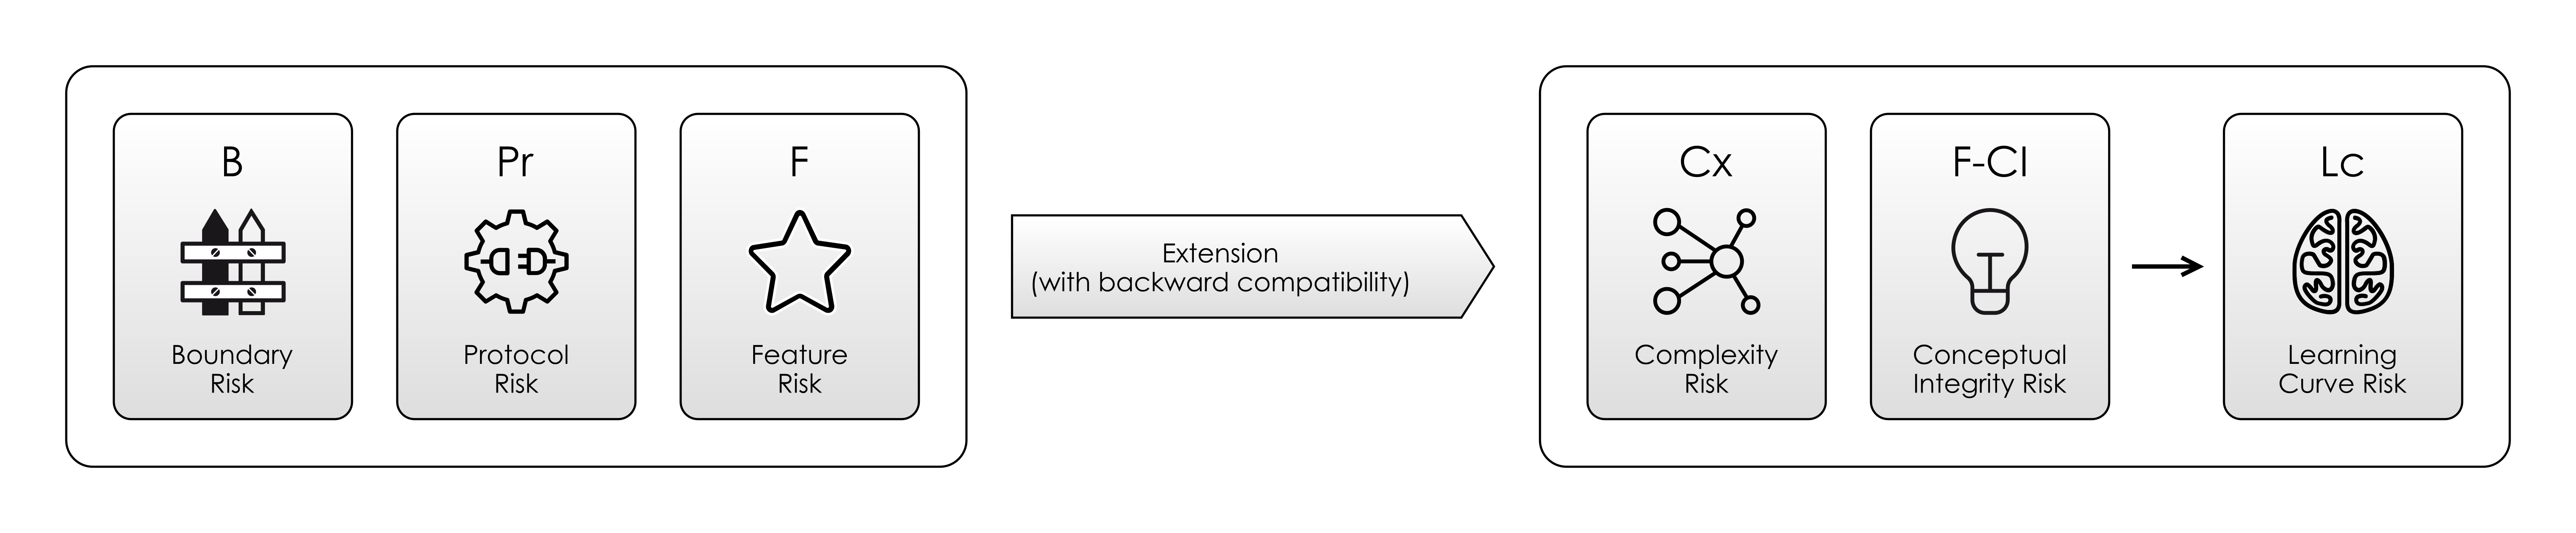 B
Boundary
Risk
Pr
Protocol
Risk
F
Feature
Risk
Extension
(with backward compatibility)
Cx
Complexity
Risk
F-CI
Conceptual
Integrity Risk
Lc
Learning
Curve Risk